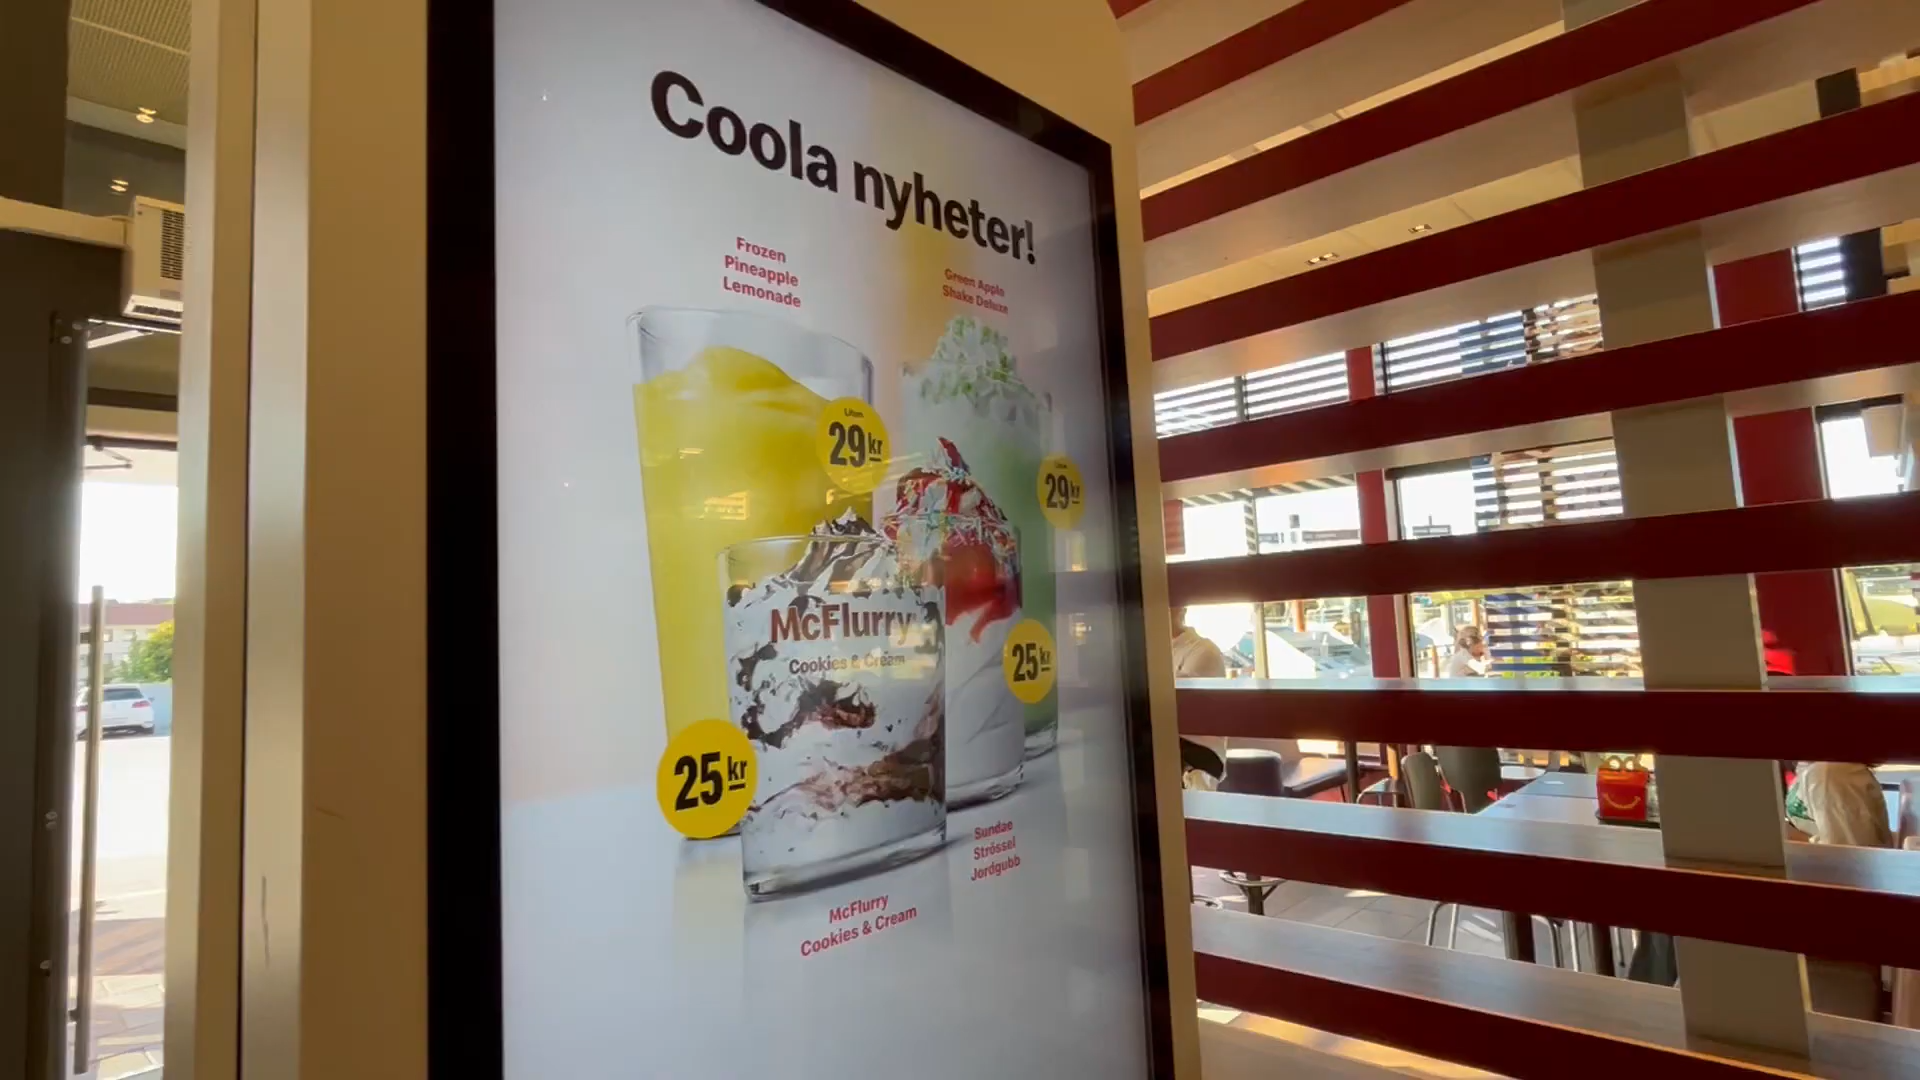 Coola nyheter!
Frozen
Pineapple
Lemonade
Green Apple
Shake Deluxe
Liten
29 kr
Liten
29 kr
McFlurry
Cookies & Cream
25 kr
25 kr
Sundae
Strössel
Jordgubb
McFlurry
Cookies & Cream